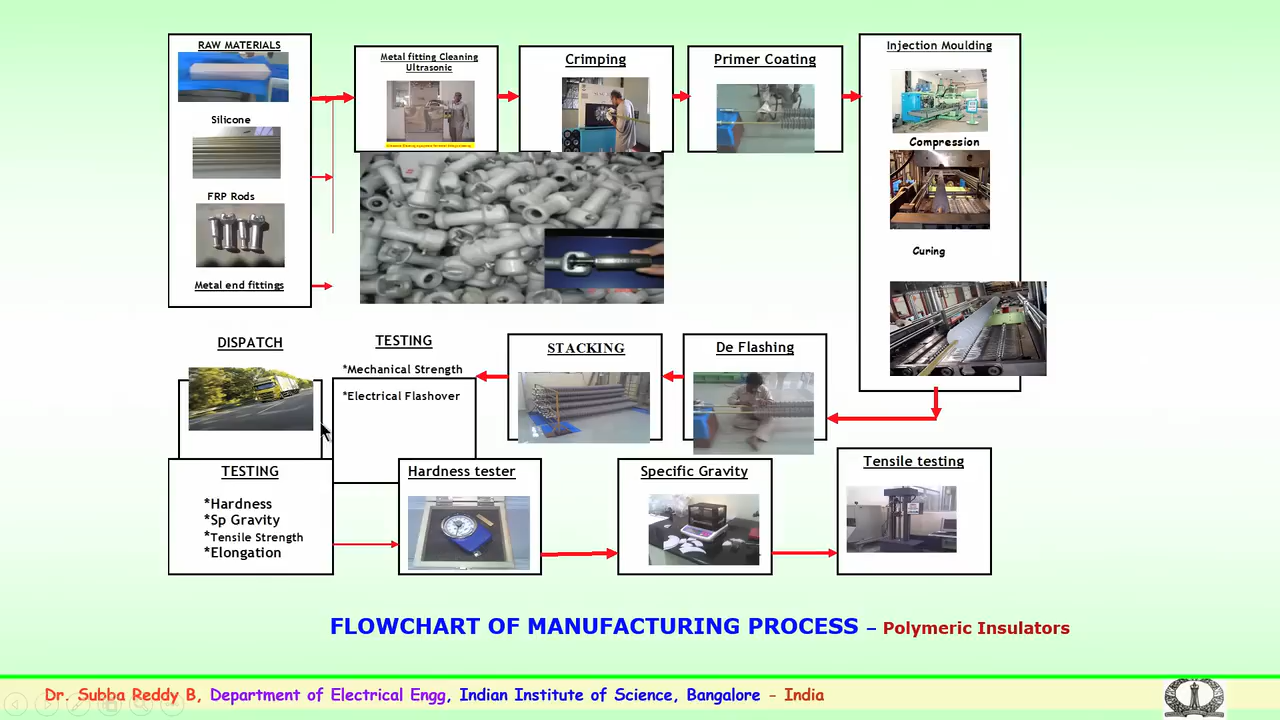 RAW MATERIALS
Silicone
FRP Rods
Metal end fittings
Metal fitting Cleaning
Ultrasonic
Crimping
Primer Coating
Injection Moulding
Compression
Curing
De Flashing
STACKING
TESTING
*Mechanical Strength
*Electrical Flashover
DISPATCH
TESTING
*Hardness
*Sp Gravity
*Tensile Strength
*Elongation
Hardness tester
Specific Gravity
Tensile testing
FLOWCHART OF MANUFACTURING PROCESS – Polymeric Insulators
Dr. Subba Reddy B, Department of Electrical Engg, Indian Institute of Science, Bangalore - India